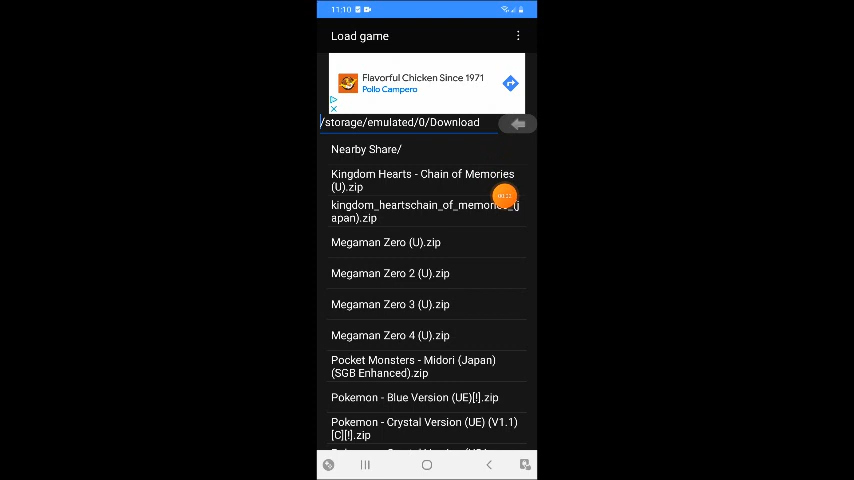 11:10
Load game
Flavorful Chicken Since 1971
Pollo Campero
/storage/emulated/0/Download
Nearby Share/
Kingdom Hearts - Chain of Memories
(U).zip
kingdom_heartschain_of_memories_(j
apan).zip
Megaman Zero (U).zip
Megaman Zero 2 (U).zip
Megaman Zero 3 (U).zip
Megaman Zero 4 (U).zip
Pocket Monsters - Midori (Japan)
(SGB Enhanced).zip
Pokemon - Blue Version (UE)[!].zip
Pokemon - Crystal Version (UE) (V1.1)
[C][!].zip